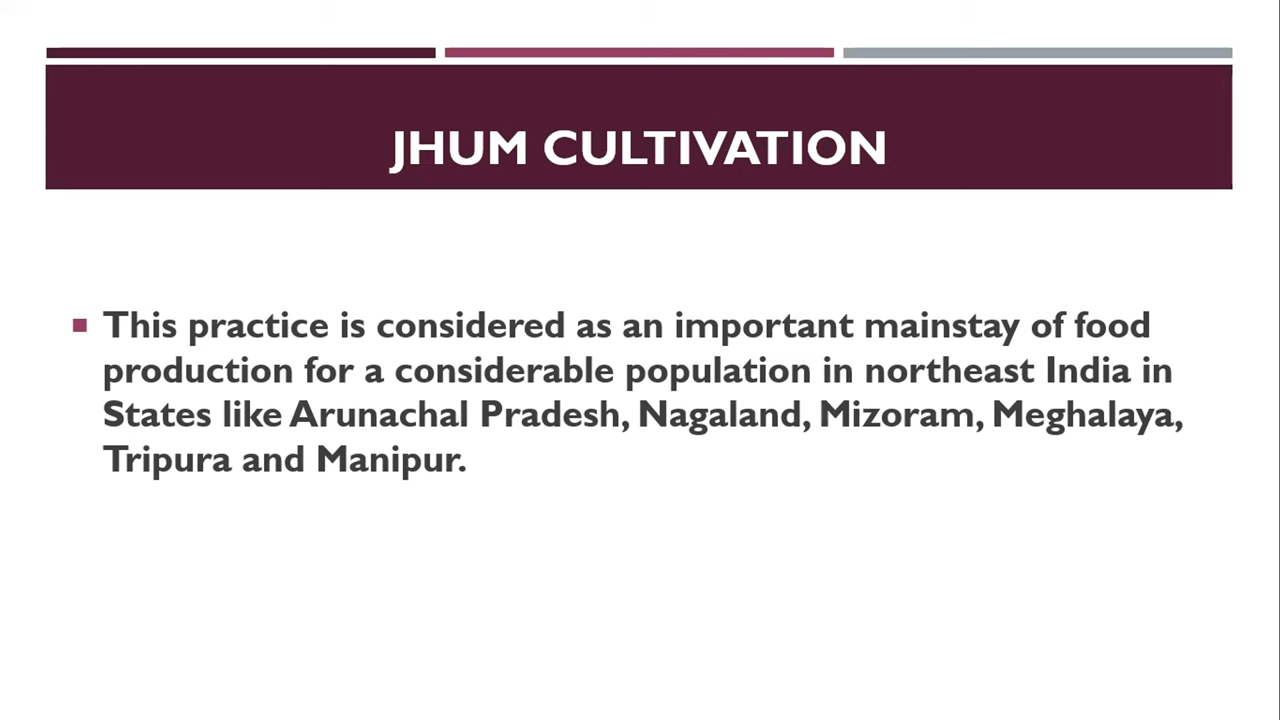 JHUM CULTIVATION
This practice is considered as an important mainstay of food
production for a considerable population in northeast India in
States like Arunachal Pradesh, Nagaland, Mizoram, Meghalaya,
Tripura and Manipur.